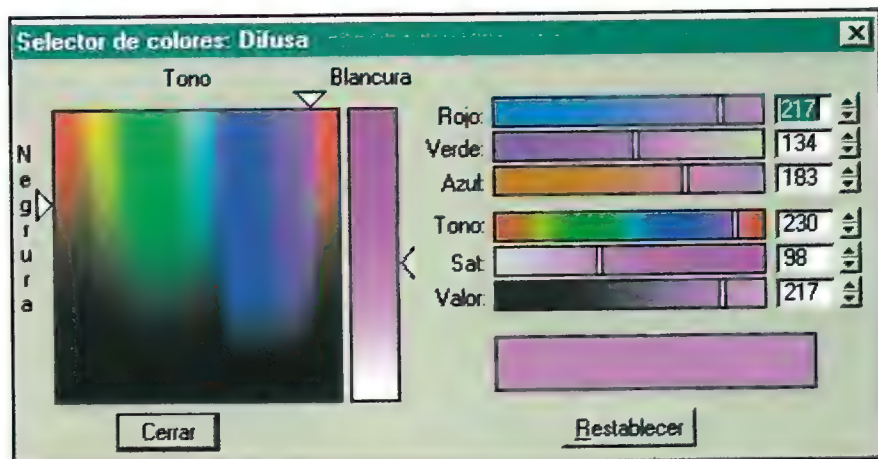 Selector de colores: Difusa
Tono Blancura
Negrura
Rojo: 217
Verde: 134
Azul: 183
Tono: 230
Sat: 98
Valor: 217
Cerrar Restablecer